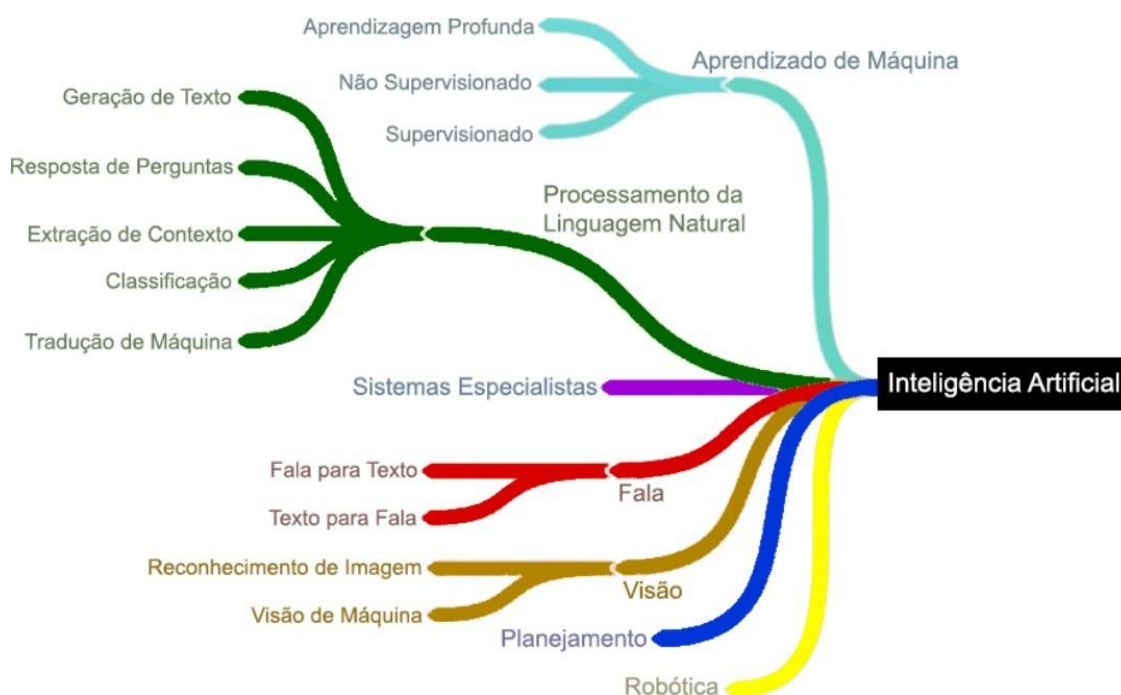 Aprendizagem Profunda
Aprendizado de Máquina
Não Supervisionado
Supervisionado
Geração de Texto
Resposta de Perguntas
Processamento da
Linguagem Natural
Extração de Contexto
Classificação
Tradução de Máquina
Sistemas Especialistas
Inteligência Artificial
Fala para Texto
Fala
Texto para Fala
Reconhecimento de Imagem
Visão
Visão de Máquina
Planejamento
Robótica